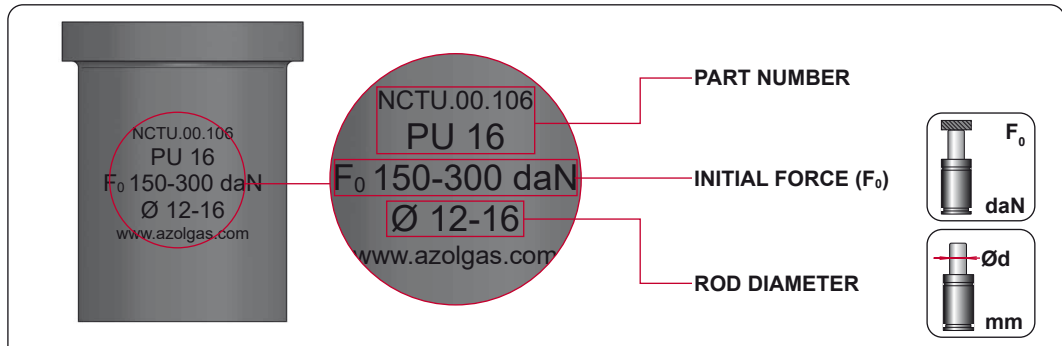 NCTU.00.106
PU 16
F₀ 150-300 daN
Ø 12-16
www.azolgas.com
NCTU.00.106
PU 16
F₀ 150-300 daN
Ø 12-16
www.azolgas.com
PART NUMBER
INITIAL FORCE (F₀)
ROD DIAMETER
F₀
daN
Ød
mm